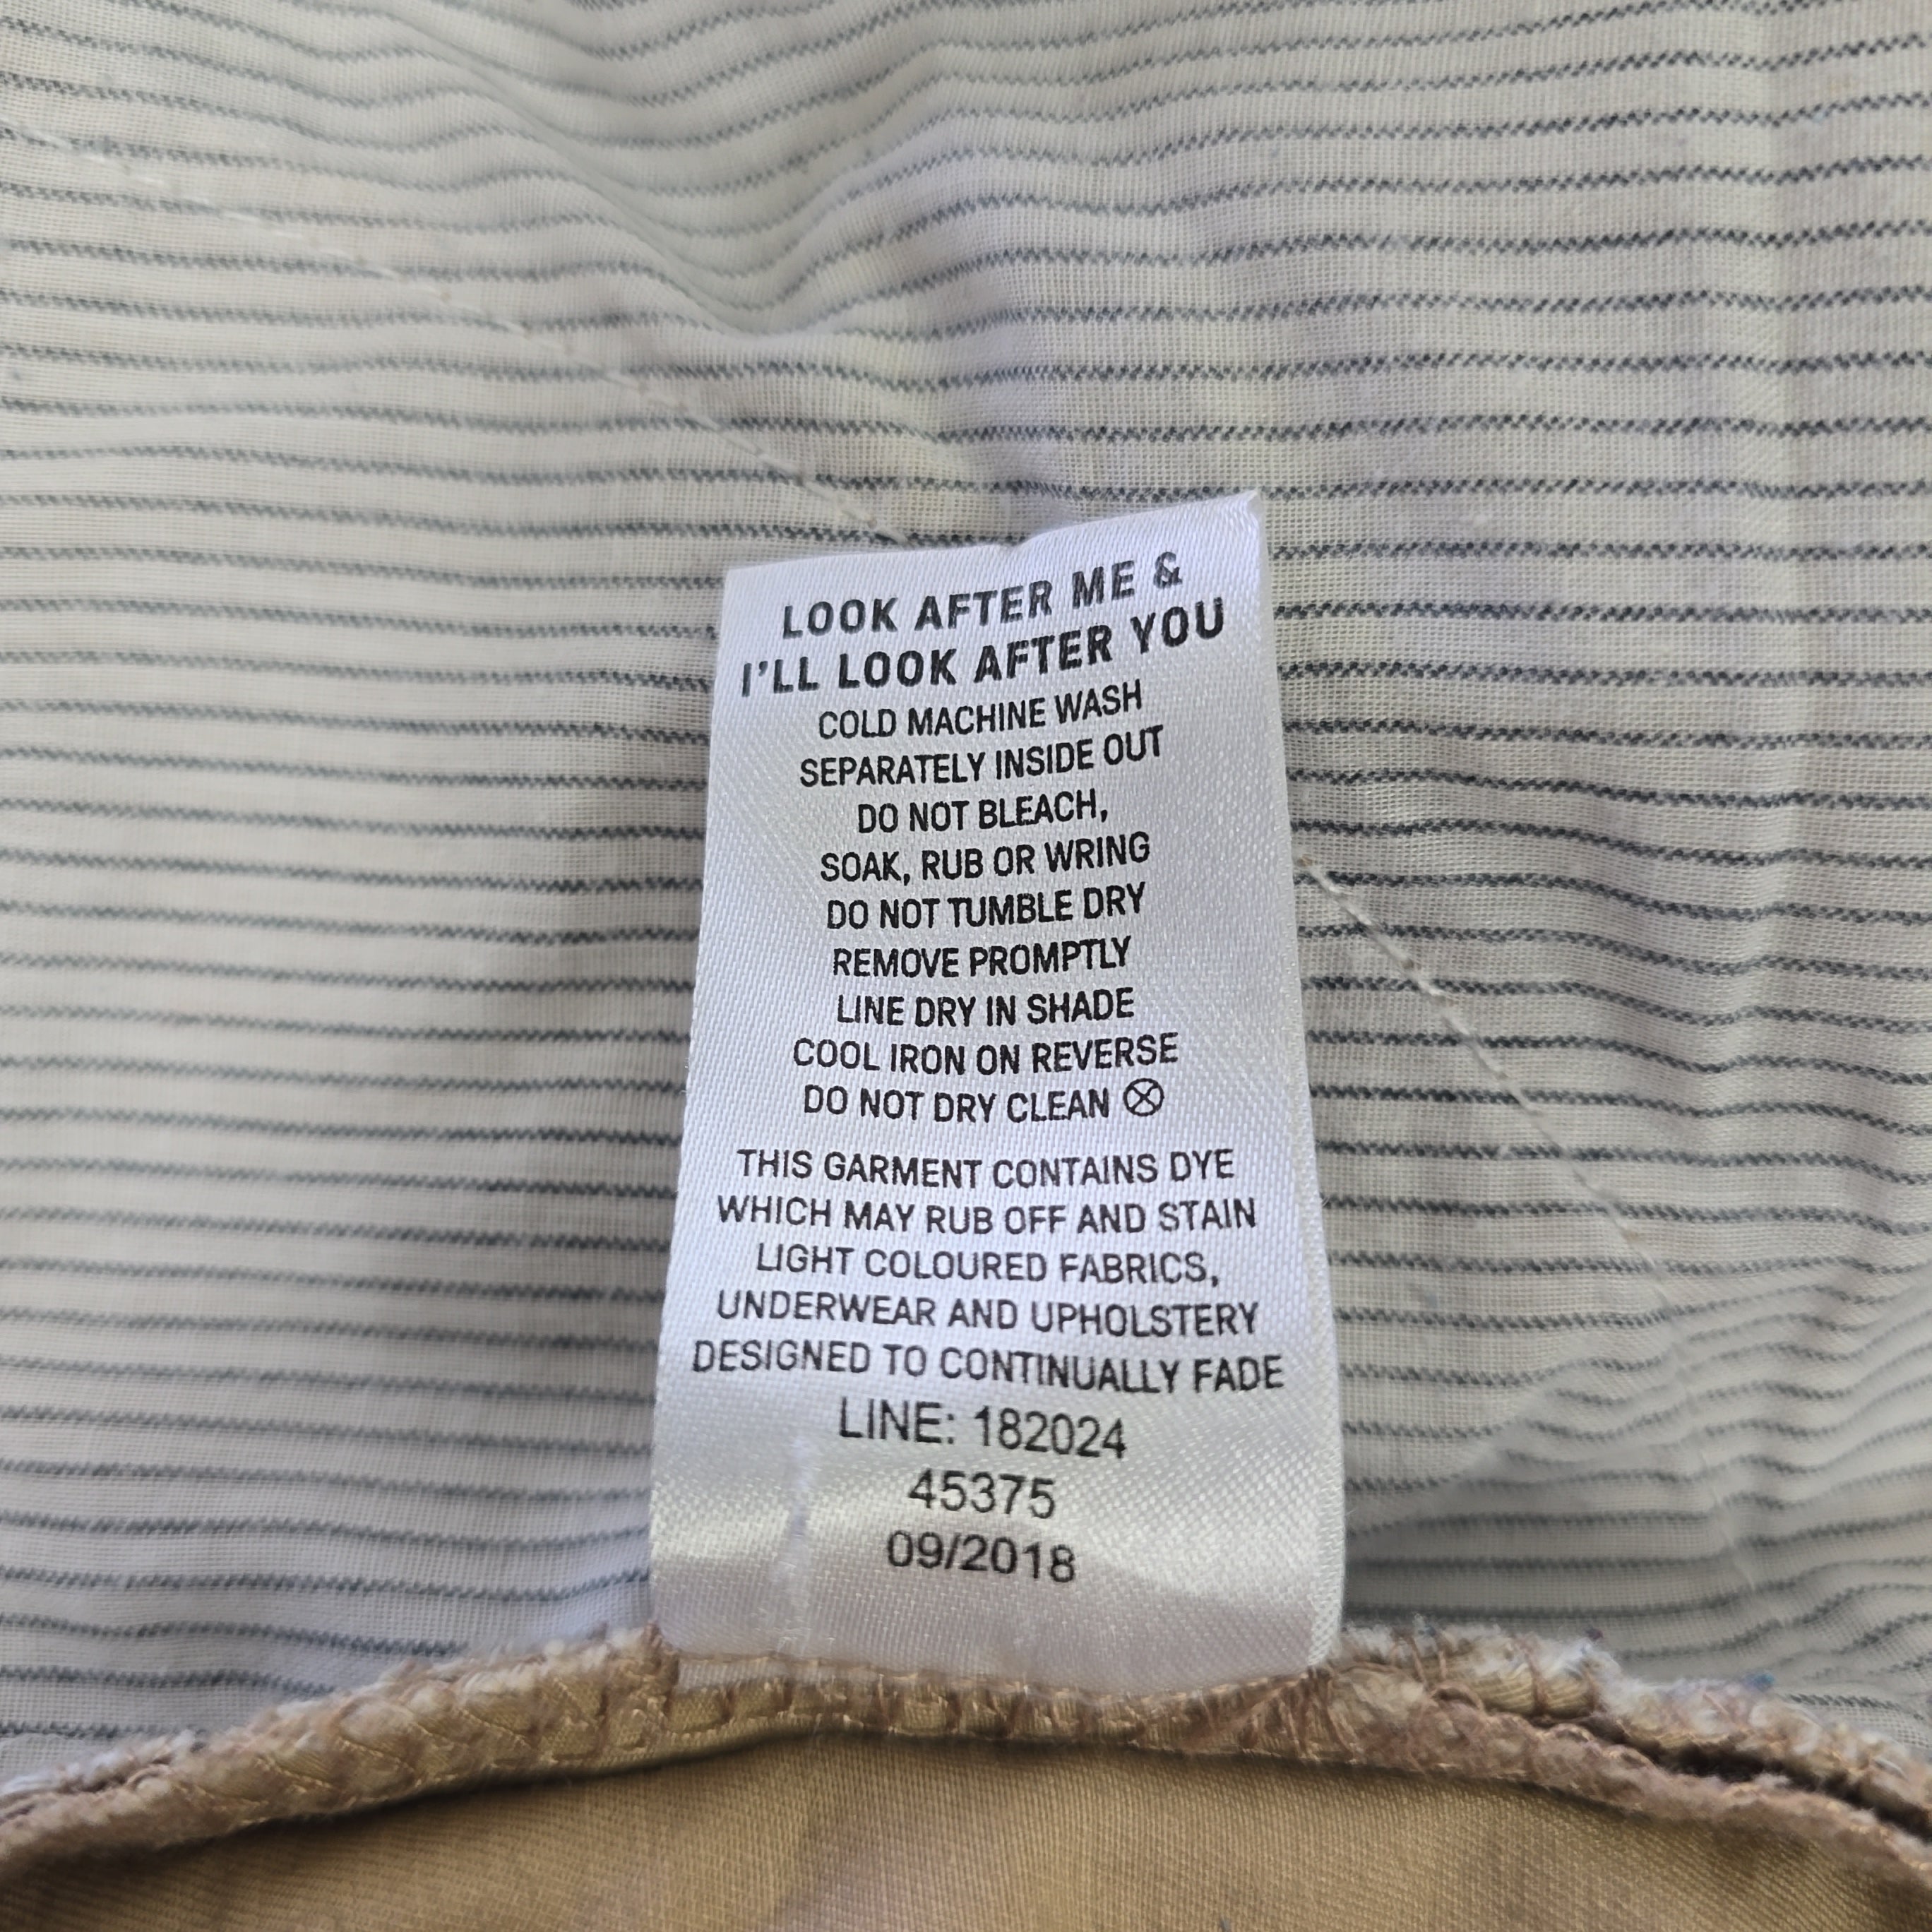 LOOK AFTER ME &
I'LL LOOK AFTER YOU
COLD MACHINE WASH
SEPARATELY INSIDE OUT
DO NOT BLEACH,
SOAK, RUB OR WRING
DO NOT TUMBLE DRY
REMOVE PROMPTLY
LINE DRY IN SHADE
COOL IRON ON REVERSE
DO NOT DRY CLEAN
THIS GARMENT CONTAINS DYE
WHICH MAY RUB OFF AND STAIN
LIGHT COLOURED FABRICS,
UNDERWEAR AND UPHOLSTERY
DESIGNED TO CONTINUALLY FADE
LINE: 182024
45375
09/2018